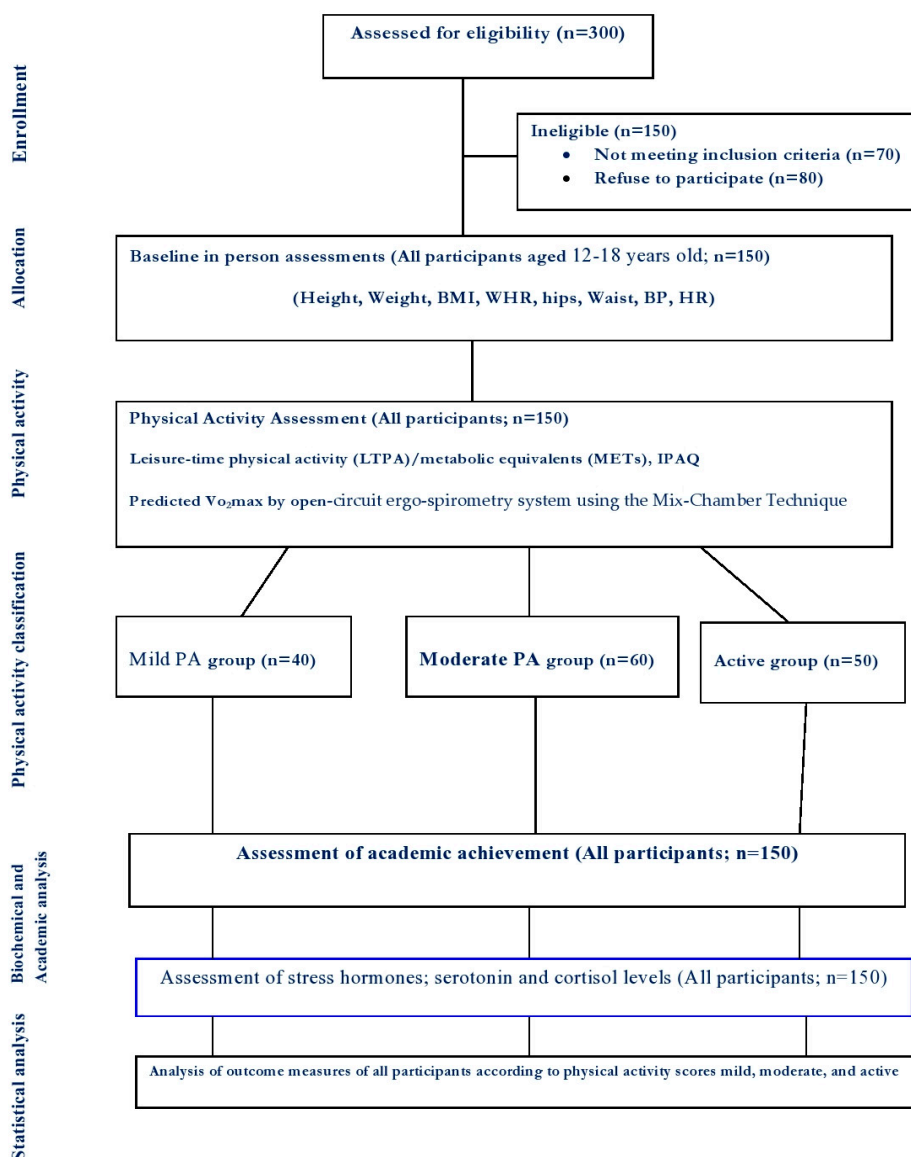 Enrollment
Assessed for eligibility (n=300)
Ineligible (n=150)
• Not meeting inclusion criteria (n=70)
• Refuse to participate (n=80)
Allocation
Baseline in person assessments (All participants aged 12-18 years old; n=150)
(Height, Weight, BMI, WHR, hips, Waist, BP, HR)
Physical activity
Physical Activity Assessment (All participants; n=150)
Leisure-time physical activity (LTPA)/metabolic equivalents (METs), IPAQ
Predicted Vo₂max by open-circuit ergo-spirometry system using the Mix-Chamber Technique
Physical activity classification
Mild PA group (n=40)
Moderate PA group (n=60)
Active group (n=50)
Biochemical and
Academic analysis
Assessment of academic achievement (All participants; n=150)
Assessment of stress hormones; serotonin and cortisol levels (All participants; n=150)
Statistical analysis
Analysis of outcome measures of all participants according to physical activity scores mild, moderate, and active